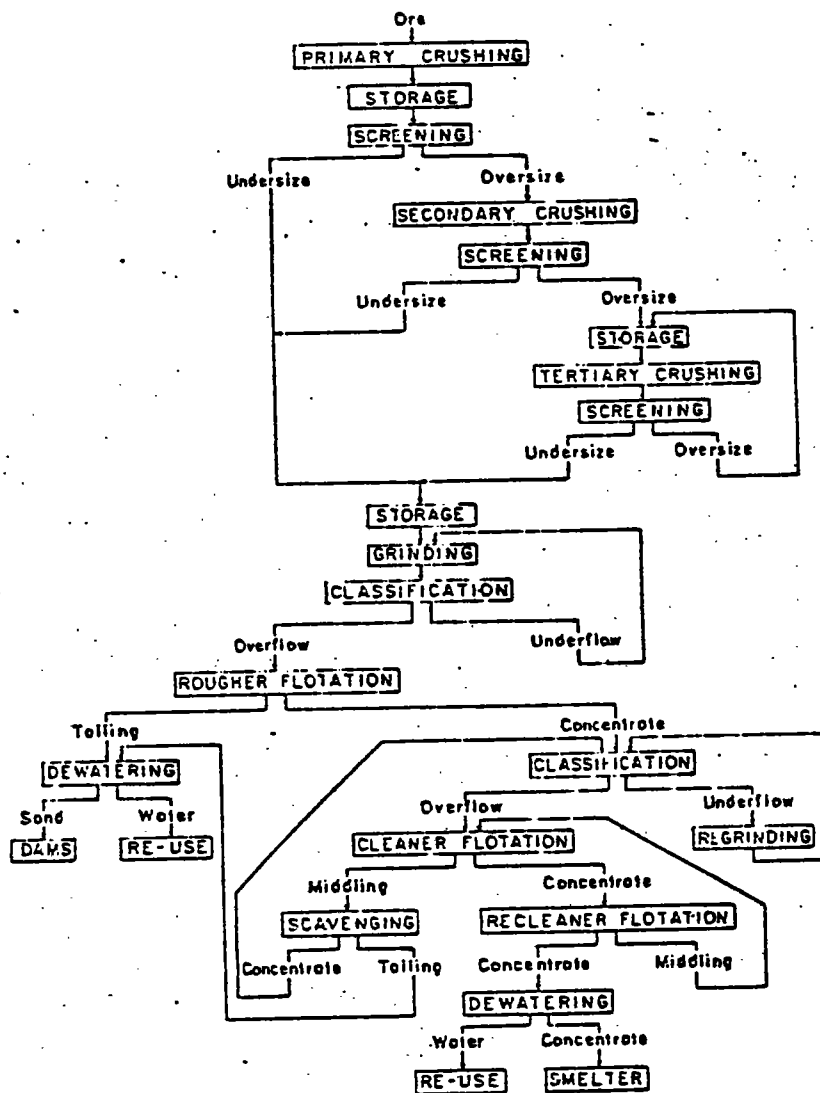 Ore
PRIMARY CRUSHING
STORAGE
SCREENING
Undersize Oversize
SECONDARY CRUSHING
SCREENING
Undersize Oversize
STORAGE
TERTIARY CRUSHING
SCREENING
Undersize Oversize
STORAGE
GRINDING
CLASSIFICATION
Overflow Underflow
ROUGHER FLOTATION
Tailing Concentrate
DEWATERING CLASSIFICATION
Overflow Underflow
Sand Water
DAMS RE-USE CLEANER FLOTATION REGRINDING
Middling Concentrate
SCAVENGING RECLEANER FLOTATION
Concentrate Tailing Concentrate Middling
DEWATERING
Water Concentrate
RE-USE SMELTER